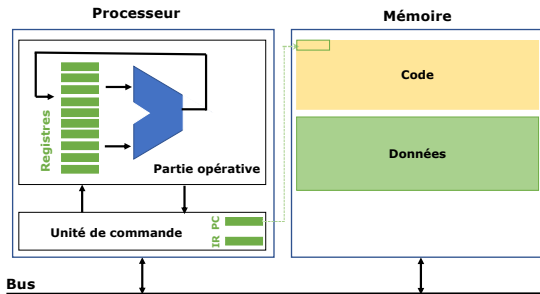 Processeur
Mémoire
Code
Registres
Données
Partie opérative
Unité de commande
PC
IR
Bus